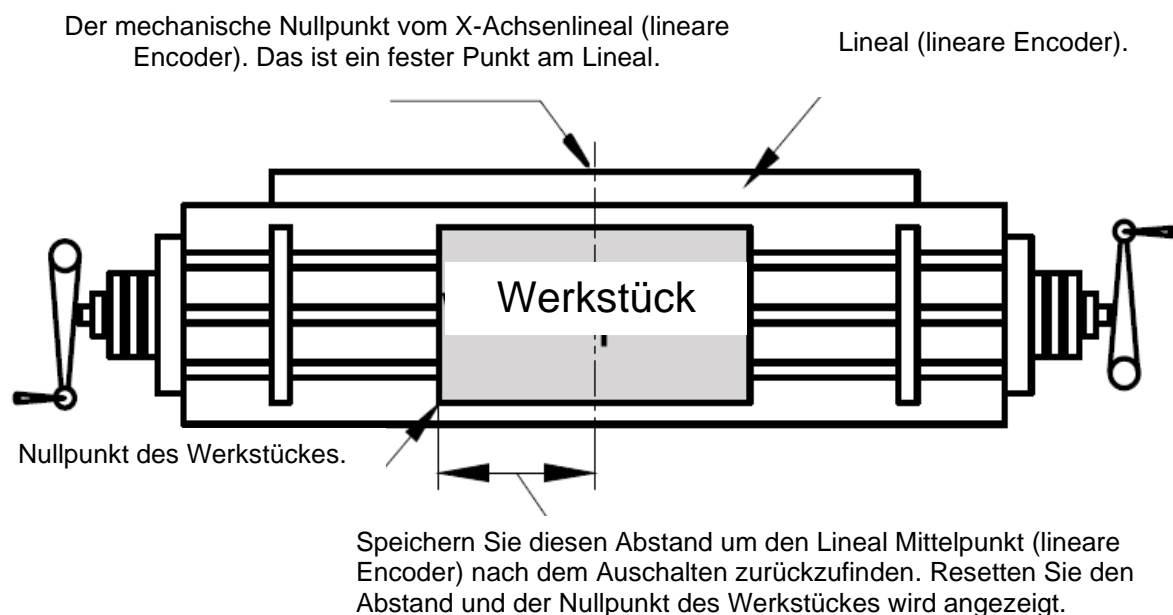 Der mechanische Nullpunkt vom X-Achsenlineal (lineare
Encoder). Das ist ein fester Punkt am Lineal.
Lineal (lineare Encoder).
Werkstück
Nullpunkt des Werkstückes.
Speichern Sie diesen Abstand um den Lineal Mittelpunkt (lineare
Encoder) nach dem Auschalten zurückzufinden. Resetten Sie den
Abstand und der Nullpunkt des Werkstückes wird angezeigt.